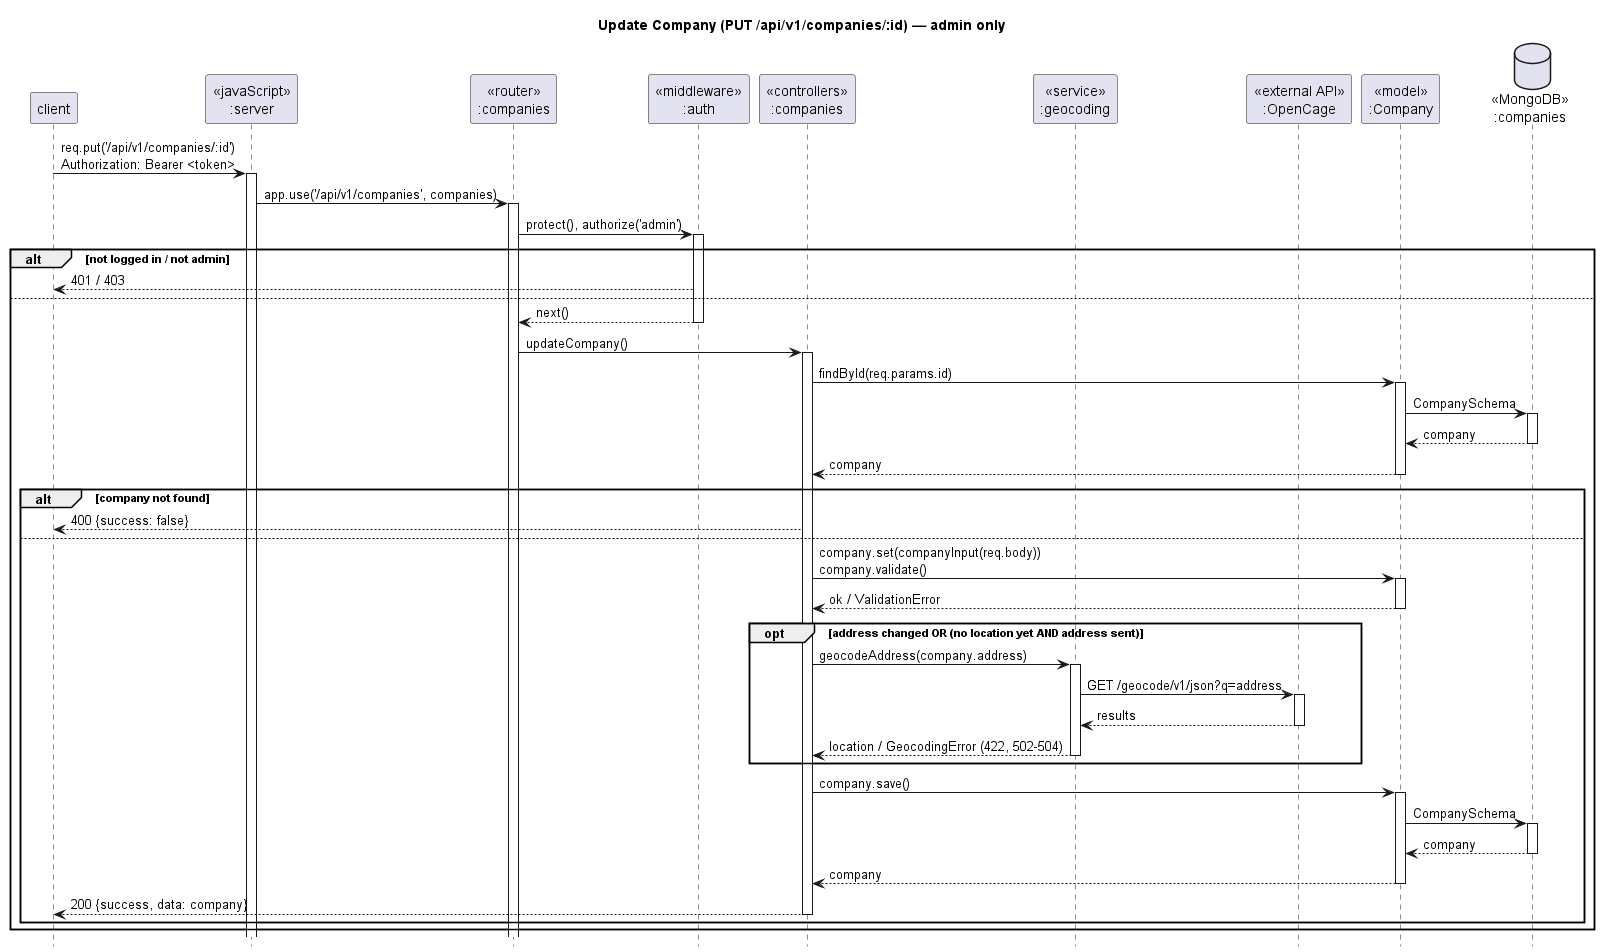 Update Company (PUT /api/v1/companies/:id) — admin only
client
«javaScript»
:server
«router»
:companies
«middleware»
:auth
«controllers»
:companies
«service»
:geocoding
«external API»
:OpenCage
«model»
:Company
«MongoDB»
:companies
req.put('/api/v1/companies/:id')
Authorization: Bearer <token>
app.use('/api/v1/companies', companies)
protect(), authorize('admin')
alt [not logged in / not admin]
401 / 403
next()
updateCompany()
findById(req.params.id)
CompanySchema
company
company
alt [company not found]
400 {success: false}
company.set(companyInput(req.body))
company.validate()
ok / ValidationError
opt [address changed OR (no location yet AND address sent)]
geocodeAddress(company.address)
GET /geocode/v1/json?q=address
results
location / GeocodingError (422, 502-504)
company.save()
CompanySchema
company
company
200 {success, data: company}